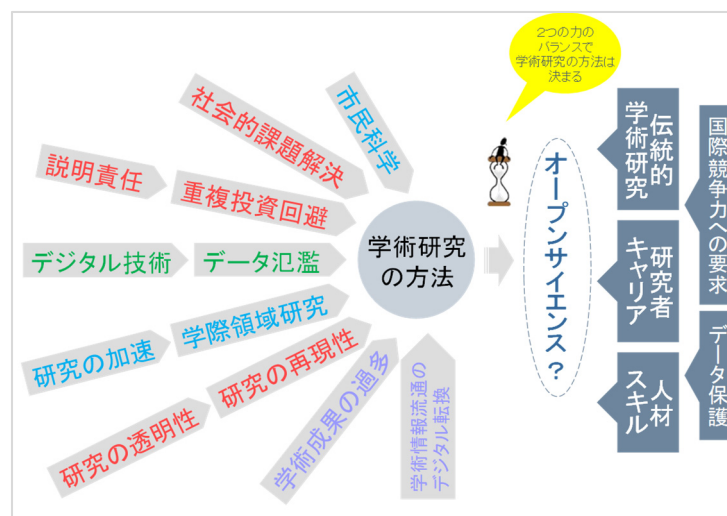 2つの力の
バランスで
学術研究の方法は
決まる
市民科学
社会的課題解決
説明責任
重複投資回避
デジタル技術
データ氾濫
研究の加速
学際領域研究
研究の透明性
研究の再現性
学術成果の過多
学術情報流通の
デジタル転換
学術研究
の方法
オープンサイエンス?
伝統的
学術研究
研究者
キャリア
人材
スキル
国際競争力への要求
データ保護